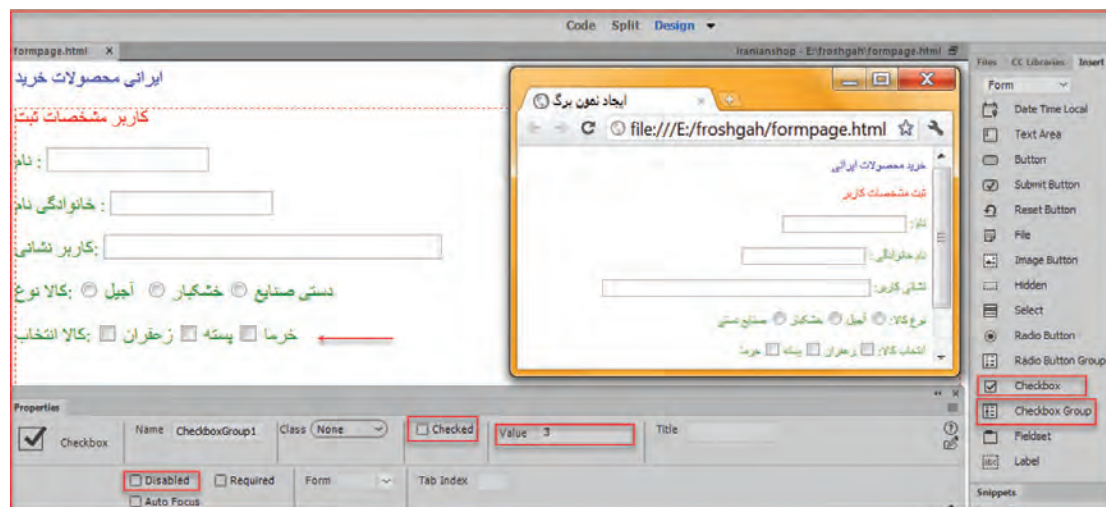 Code Split Design
formpage.html X
iranianshop - E:\froshgah\formpage.html
ایرانی محصولات خرید
کاربر مشخصات ثبت
نام :
خانوادگی نام :
کاربر نشانی:
دستی صنایع خشکبار آجیل کالا نوع:
خرما پسته زعفران کالا انتخاب:
ایجاد نمون برگ
file:///E:/froshgah/formpage.html
خرید محصولات ایرانی
ثبت مشخصات کاربر
نام:
نام خانوادگی :
نشانی کاربر:
نوع کالا: آجیل خشکبار صنایع دستی
انتخاب کالا: زعفران پسته خرما
Files CC Libraries Insert
Form
Date Time Local
Text Area
Button
Submit Button
Reset Button
File
Image Button
Hidden
Select
Radio Button
Radio Button Group
Checkbox
Checkbox Group
Fieldset
Label
Snippets
Properties
Checkbox
Name CheckboxGroup1
Class None
Checked
Value 3
Title
Disabled
Required
Form
Tab Index
Auto Focus